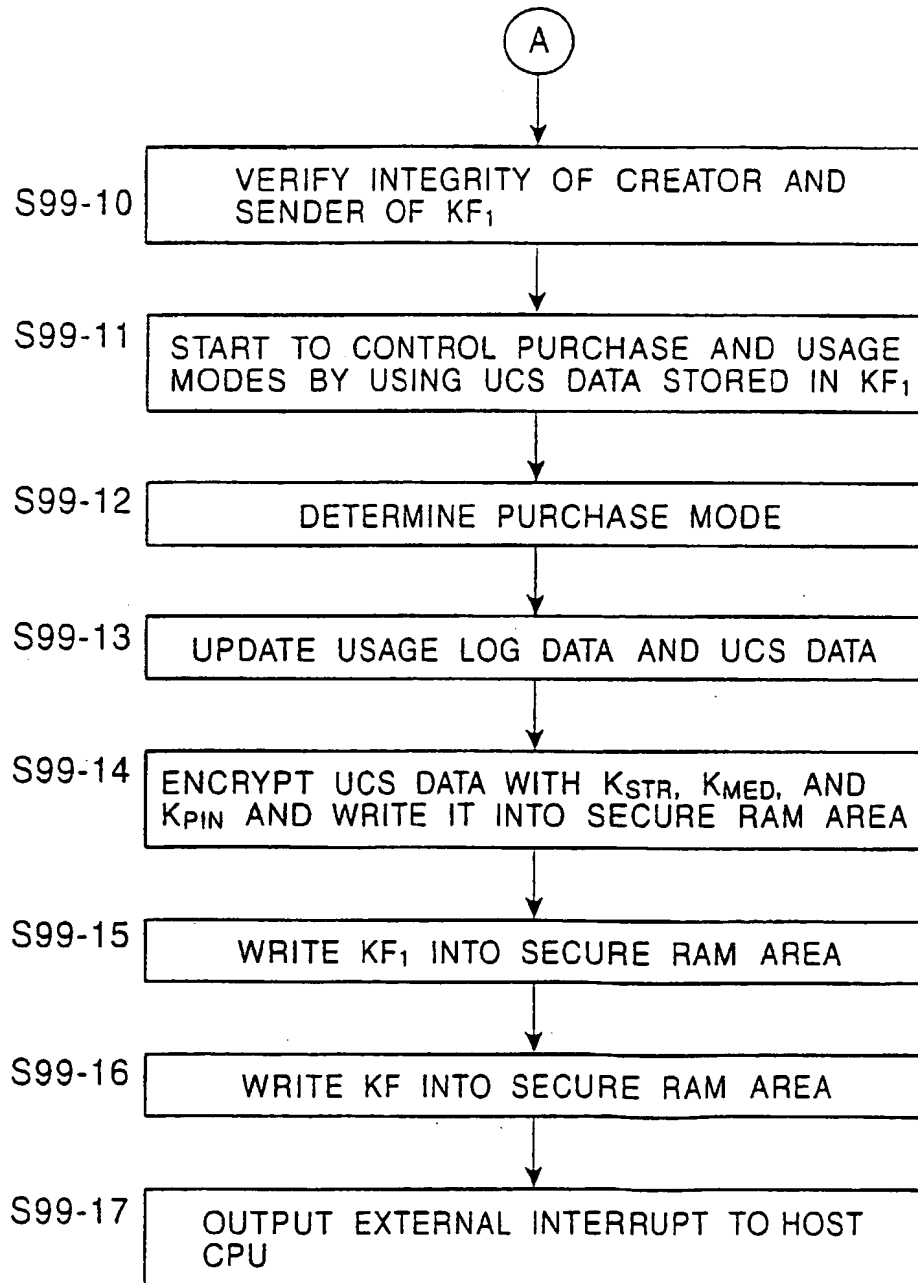 A
S99-10
VERIFY INTEGRITY OF CREATOR AND
SENDER OF KF₁
S99-11
START TO CONTROL PURCHASE AND USAGE
MODES BY USING UCS DATA STORED IN KF₁
S99-12
DETERMINE PURCHASE MODE
S99-13
UPDATE USAGE LOG DATA AND UCS DATA
S99-14
ENCRYPT UCS DATA WITH KSTR, KMED, AND
KPIN AND WRITE IT INTO SECURE RAM AREA
S99-15
WRITE KF₁ INTO SECURE RAM AREA
S99-16
WRITE KF INTO SECURE RAM AREA
S99-17
OUTPUT EXTERNAL INTERRUPT TO HOST
CPU